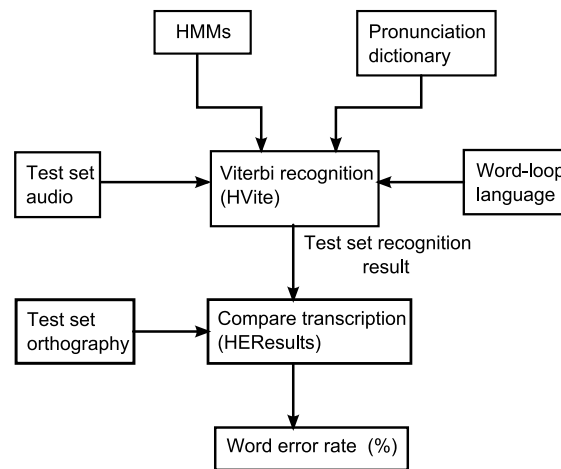 HMMs
Pronunciation
dictionary
Test set
audio
Viterbi recognition
(HVite)
Word-loop
language
Test set recognition
result
Test set
orthography
Compare transcription
(HEResults)
Word error rate (%)